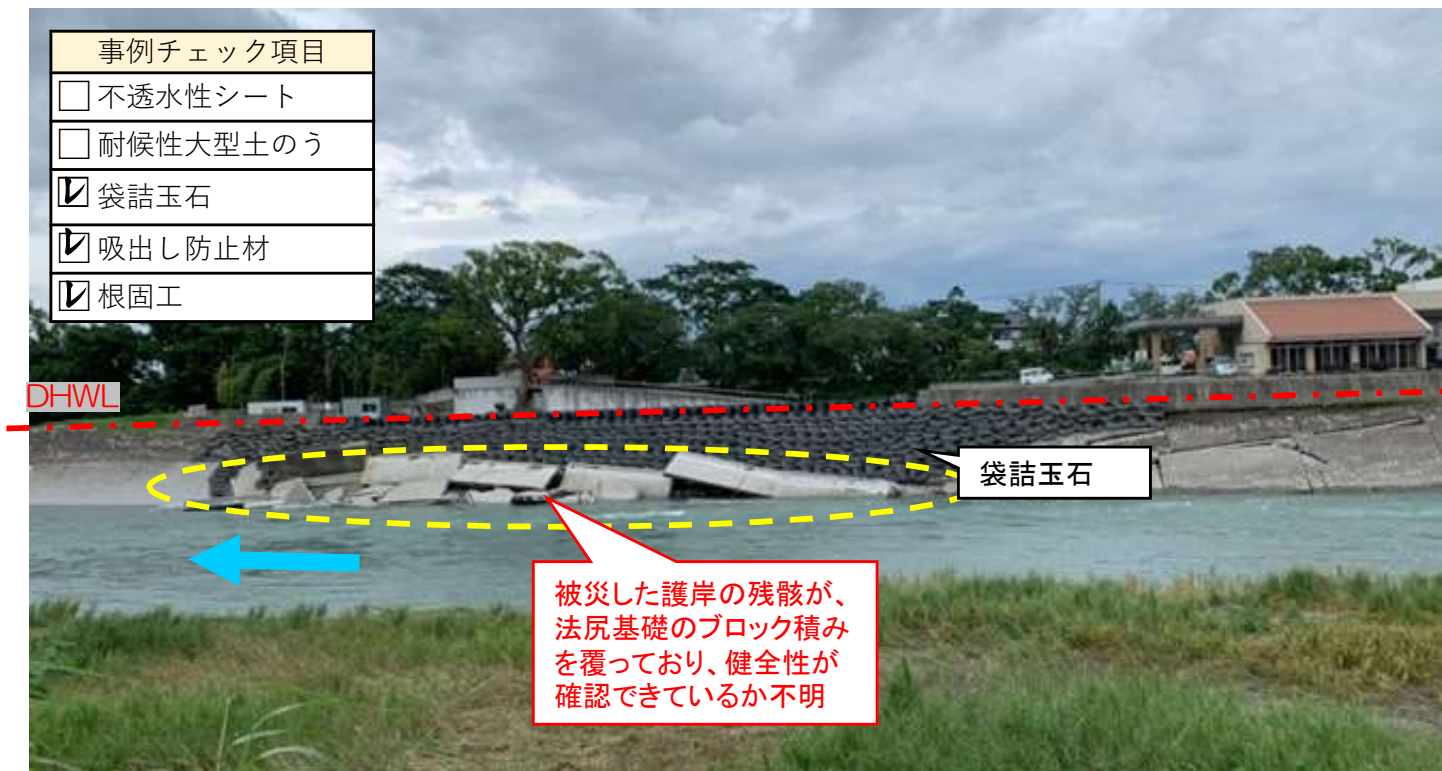 事例チェック項目
不透水性シート
耐候性大型土のう
袋詰玉石
吸出し防止材
根固工
DHWL
袋詰玉石
被災した護岸の残骸が、
法尻基礎のブロック積み
を覆っており、健全性が
確認できているか不明